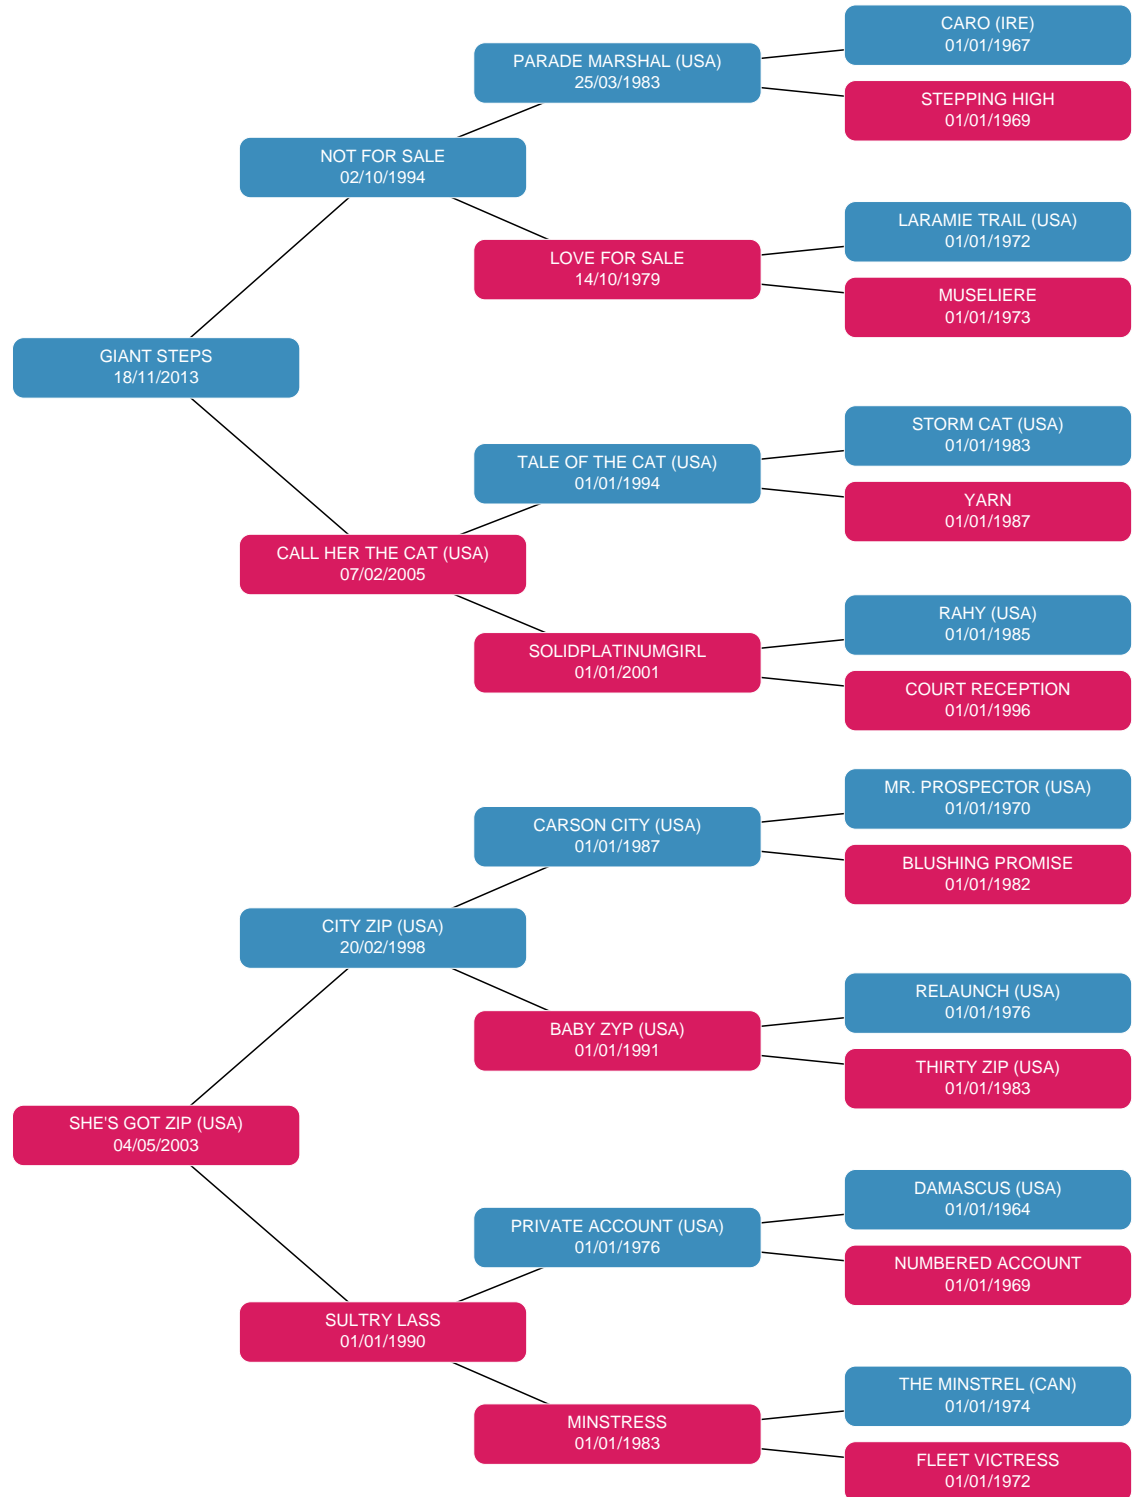 CARO (IRE)
01/01/1967
PARADE MARSHAL (USA)
25/03/1983
STEPPING HIGH
01/01/1969
NOT FOR SALE
02/10/1994
LARAMIE TRAIL (USA)
01/01/1972
LOVE FOR SALE
14/10/1979
MUSELIERE
01/01/1973
GIANT STEPS
18/11/2013
STORM CAT (USA)
01/01/1983
TALE OF THE CAT (USA)
01/01/1994
YARN
01/01/1987
CALL HER THE CAT (USA)
07/02/2005
RAHY (USA)
01/01/1985
SOLIDPLATINUMGIRL
01/01/2001
COURT RECEPTION
01/01/1996
MR. PROSPECTOR (USA)
01/01/1970
CARSON CITY (USA)
01/01/1987
BLUSHING PROMISE
01/01/1982
CITY ZIP (USA)
20/02/1998
RELAUNCH (USA)
01/01/1976
BABY ZYP (USA)
01/01/1991
THIRTY ZIP (USA)
01/01/1983
SHE'S GOT ZIP (USA)
04/05/2003
DAMASCUS (USA)
01/01/1964
PRIVATE ACCOUNT (USA)
01/01/1976
NUMBERED ACCOUNT
01/01/1969
SULTRY LASS
01/01/1990
THE MINSTREL (CAN)
01/01/1974
MINSTRESS
01/01/1983
FLEET VICTRESS
01/01/1972